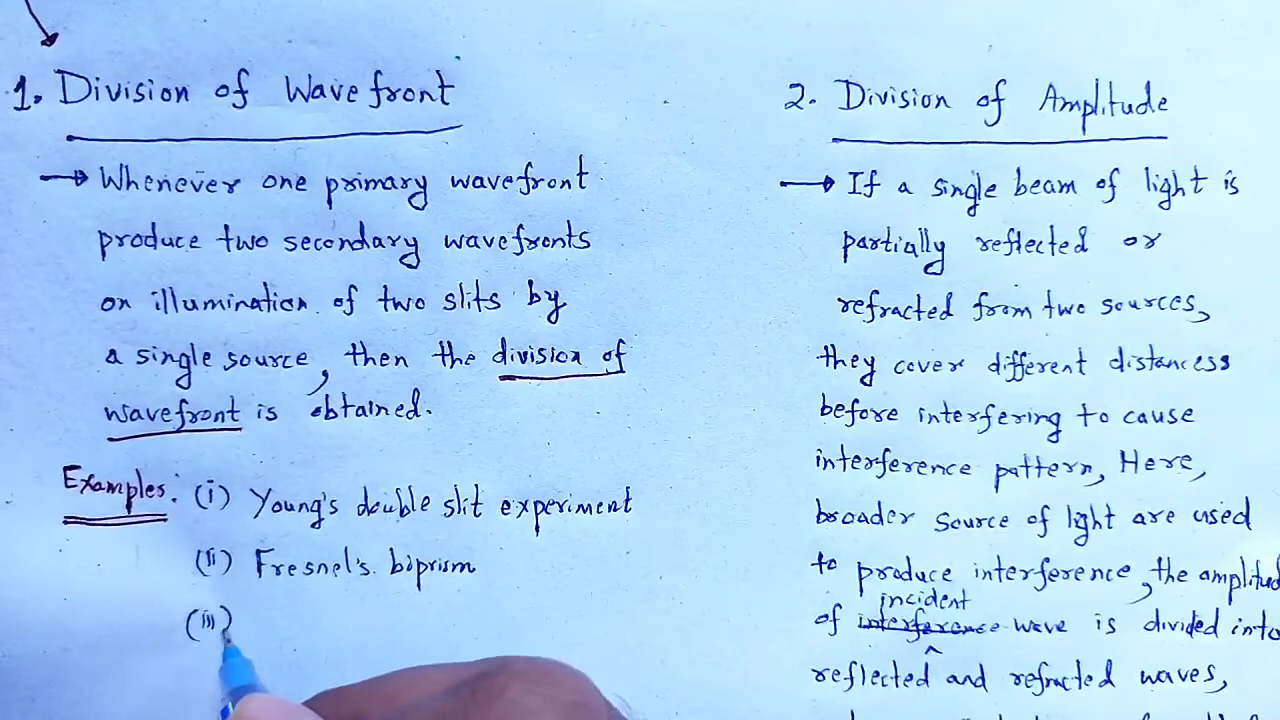 1. Division of Wavefront
→ Whenever one primary wavefront
produce two secondary wavefronts
on illumination of two slits by
a single source, then the division of
wavefront is obtained.
Examples: (i) Young's double slit experiment
(ii) Fresnel's biprism
(iii)
2. Division of Amplitude
→ If a single beam of light is
partially reflected or
refracted from two sources,
they cover different distancess
before interfering to cause
interference pattern, Here,
broader source of light are used
to produce interference, the amplitud
incident
of interference wave is divided into
reflected and refracted waves,